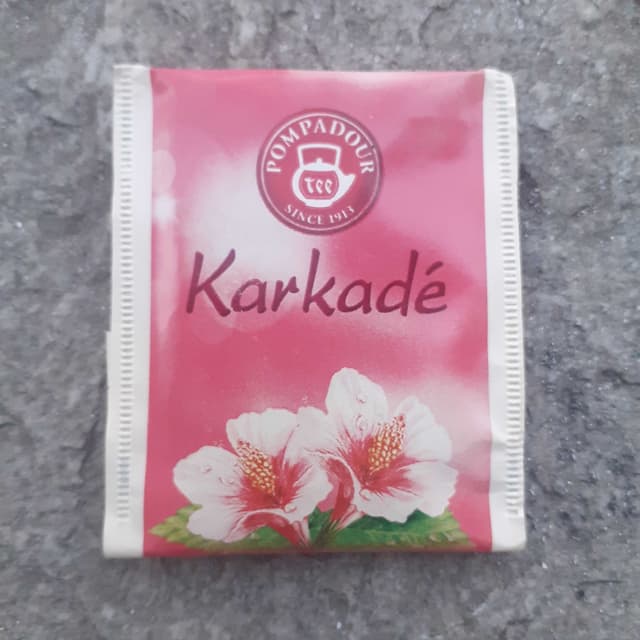 POMPADOUR
Tee
SINCE 1913
Karkadé